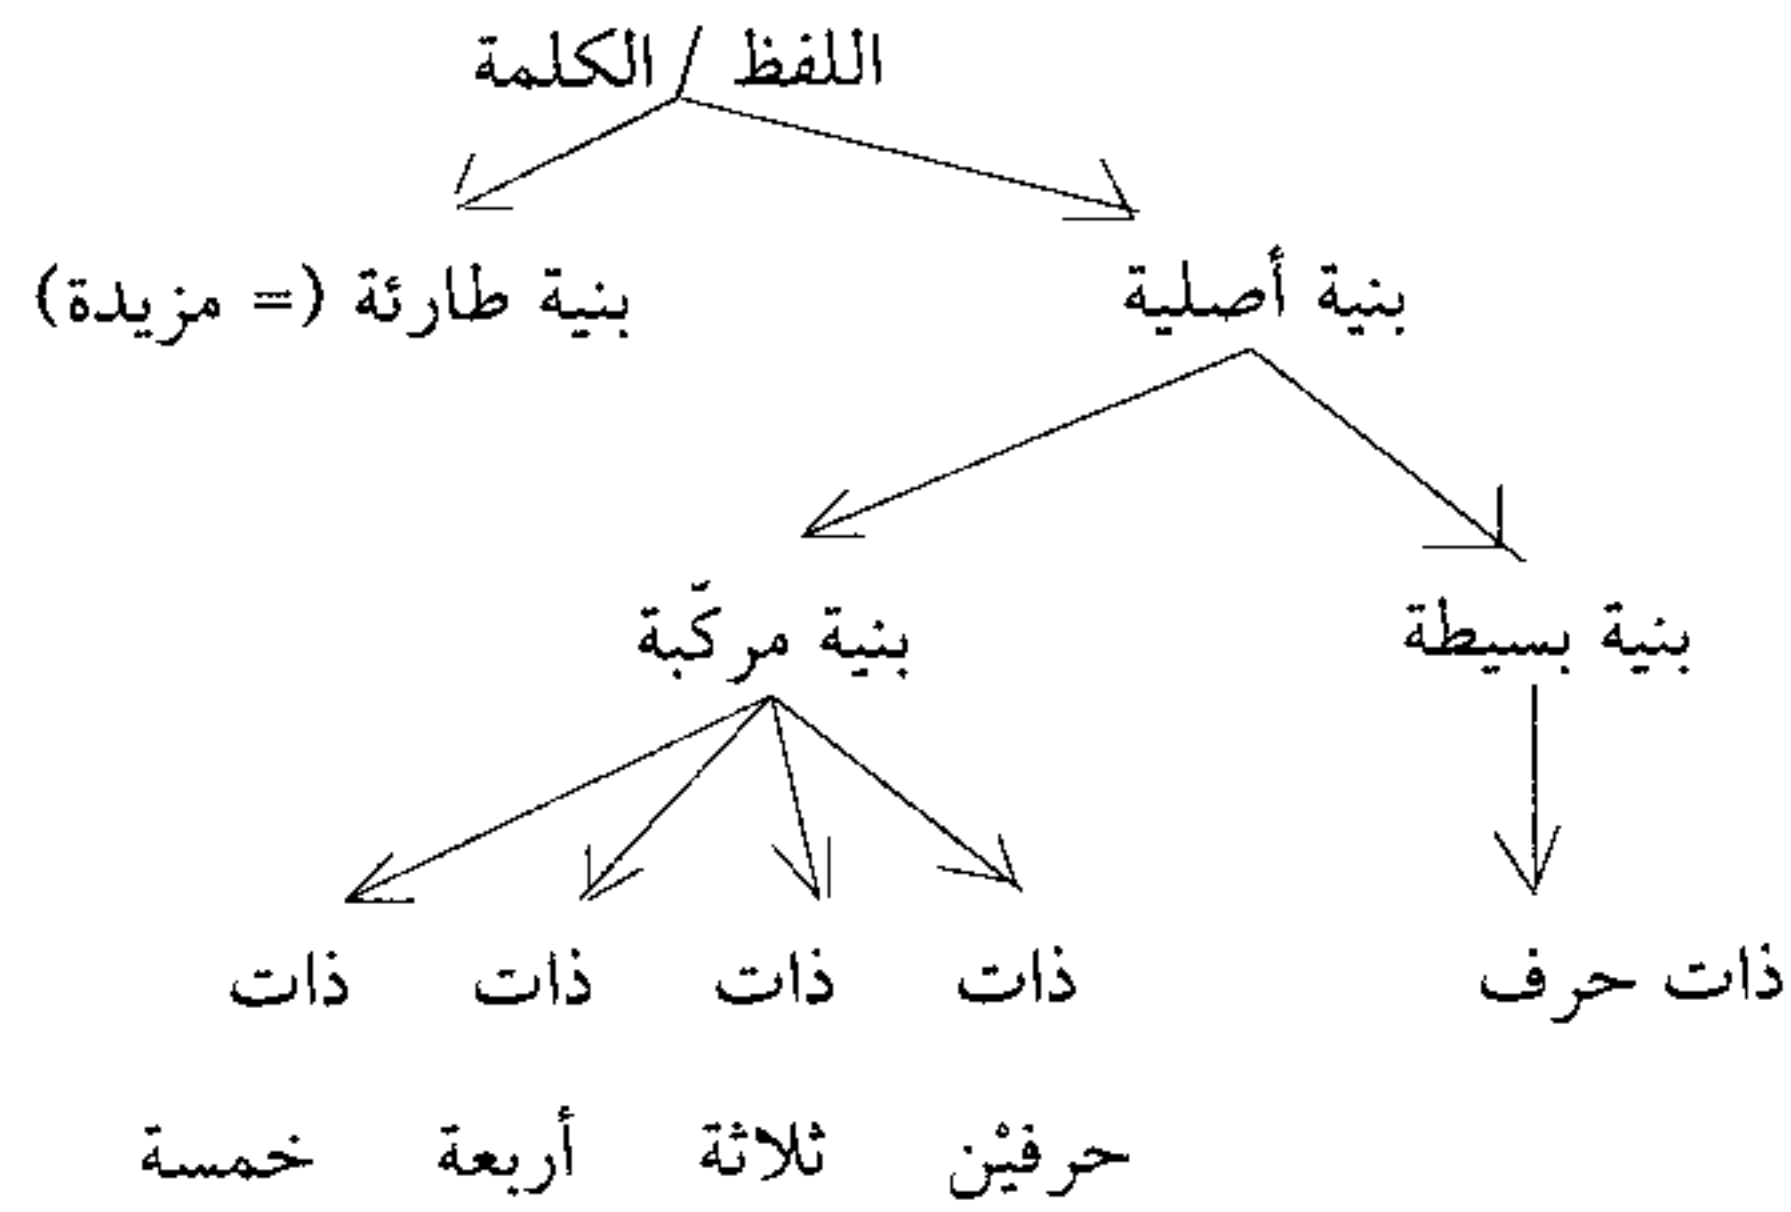 اللفظ / الكلمة
بنية أصلية بنية طارئة (= مزيدة)
بنية بسيطة بنية مركّبة
ذات حرف ذات ذات ذات ذات
حرفيْن ثلاثة أربعة خمسة